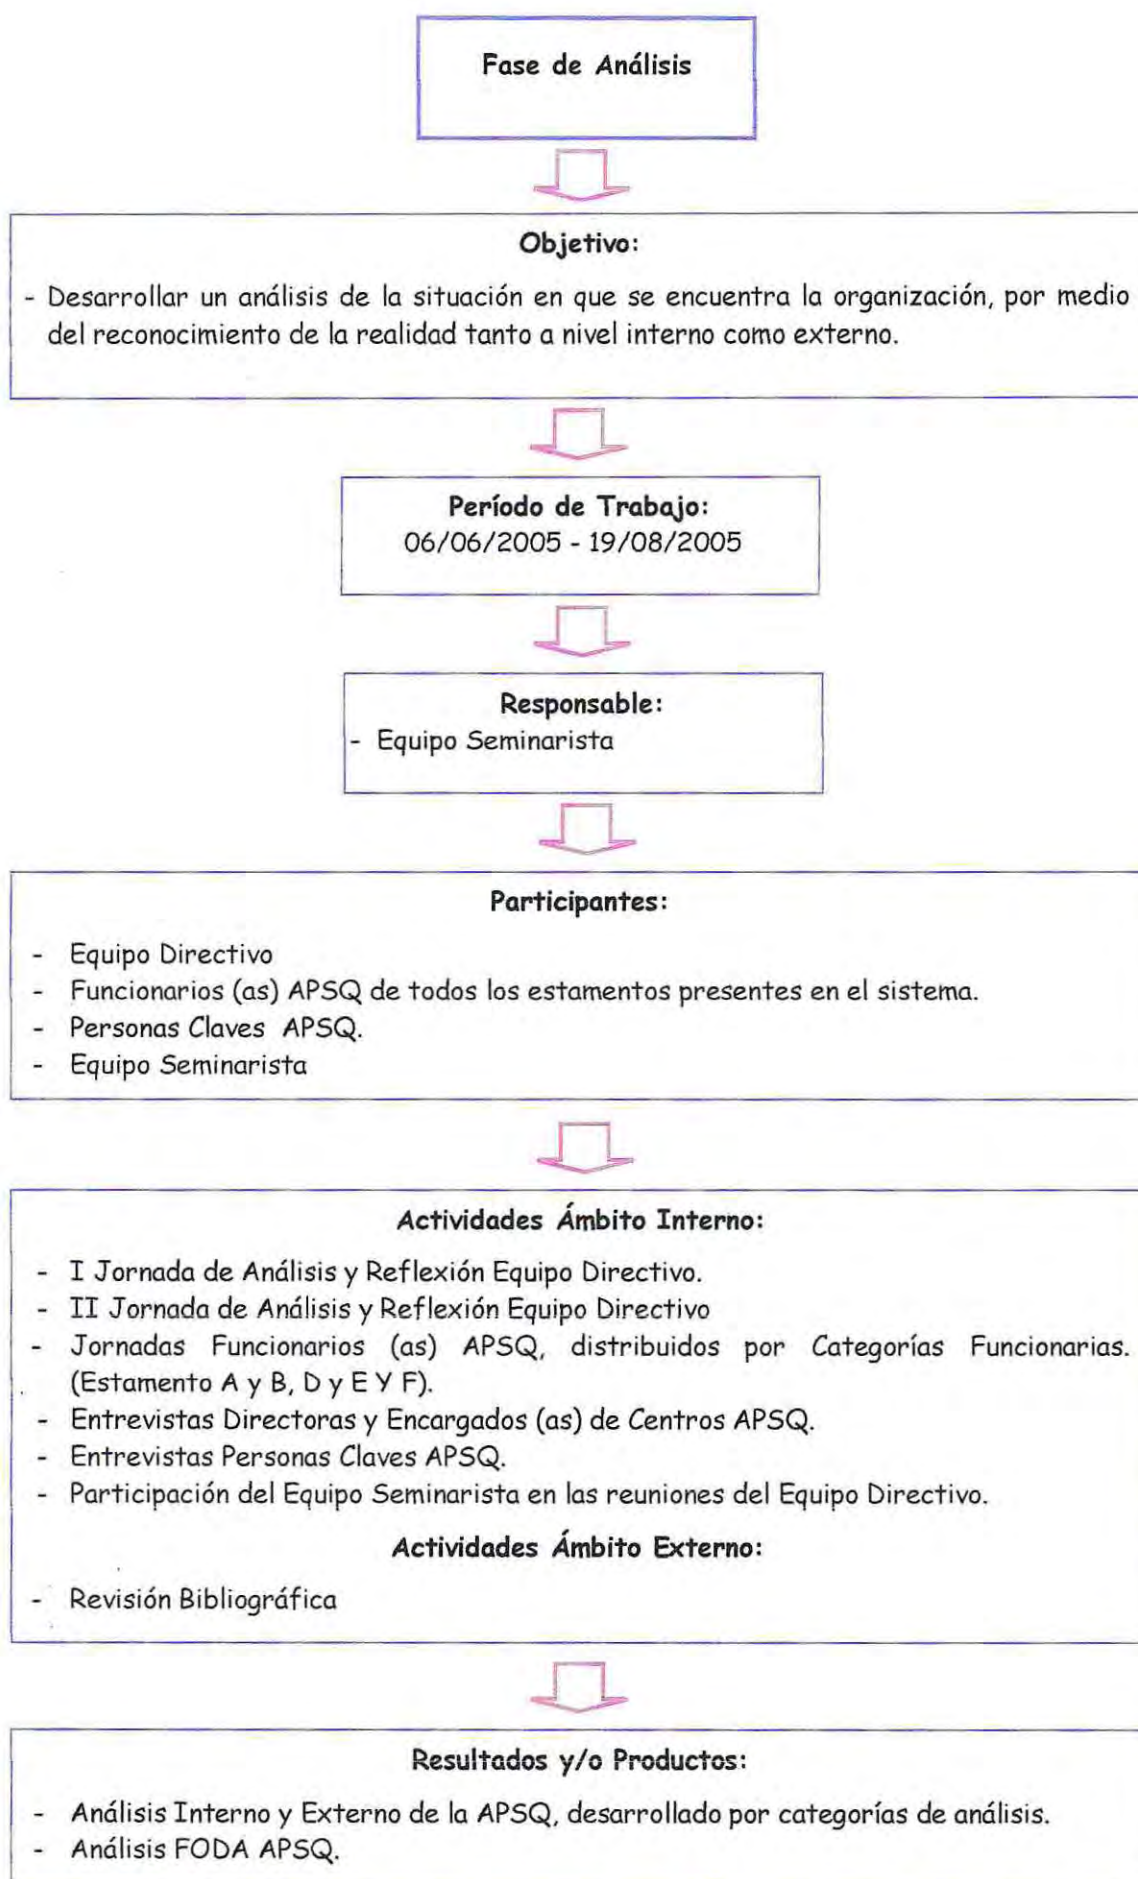 Fase de Análisis
Objetivo:
- Desarrollar un análisis de la situación en que se encuentra la organización, por medio
del reconocimiento de la realidad tanto a nivel interno como externo.
Período de Trabajo:
06/06/2005 - 19/08/2005
Responsable:
- Equipo Seminarista
Participantes:
- Equipo Directivo
- Funcionarios (as) APSQ de todos los estamentos presentes en el sistema.
- Personas Claves APSQ.
- Equipo Seminarista
Actividades Ámbito Interno:
- I Jornada de Análisis y Reflexión Equipo Directivo.
- II Jornada de Análisis y Reflexión Equipo Directivo
- Jornadas Funcionarios (as) APSQ, distribuidos por Categorías Funcionarias.
(Estamento A y B, D y E Y F).
- Entrevistas Directoras y Encargados (as) de Centros APSQ.
- Entrevistas Personas Claves APSQ.
- Participación del Equipo Seminarista en las reuniones del Equipo Directivo.
Actividades Ámbito Externo:
- Revisión Bibliográfica
Resultados y/o Productos:
- Análisis Interno y Externo de la APSQ, desarrollado por categorías de análisis.
- Análisis FODA APSQ.